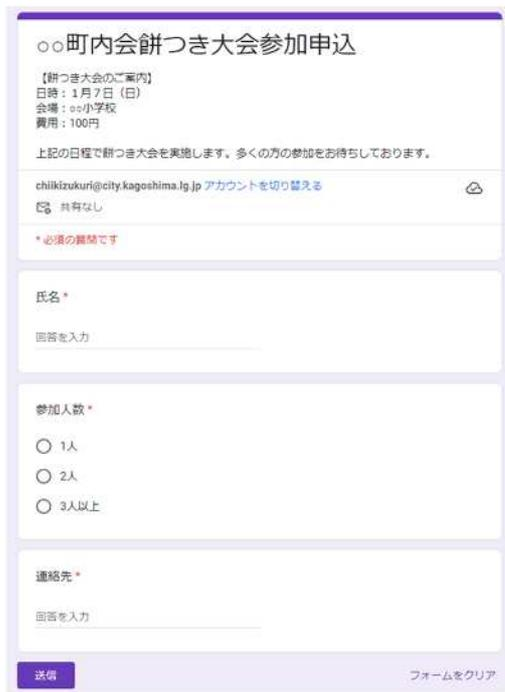 ○○町内会餅つき大会参加申込
【餅つき大会のご案内】
日時：1月7日（日）
会場：○○小学校
費用：100円
上記の日程で餅つき大会を実施します。多くの方の参加をお待ちしております。
chiikizukuri@city.kagoshima.lg.jp アカウントを切り替える
共有なし
* 必須の質問です
氏名 *
回答を入力
参加人数 *
1人
2人
3人以上
連絡先 *
回答を入力
送信 フォームをクリア